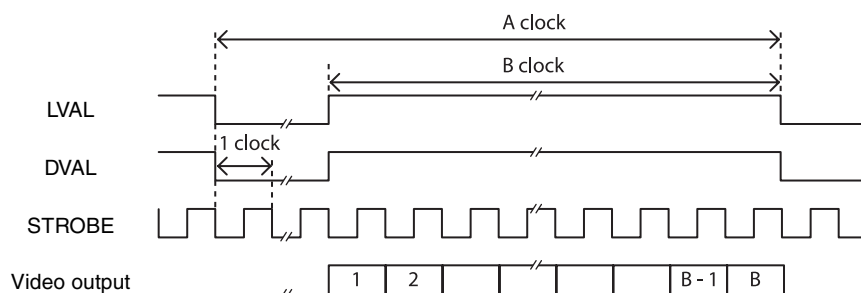 A clock
B clock
LVAL
1 clock
DVAL
STROBE
Video output
1 2 B - 1 B